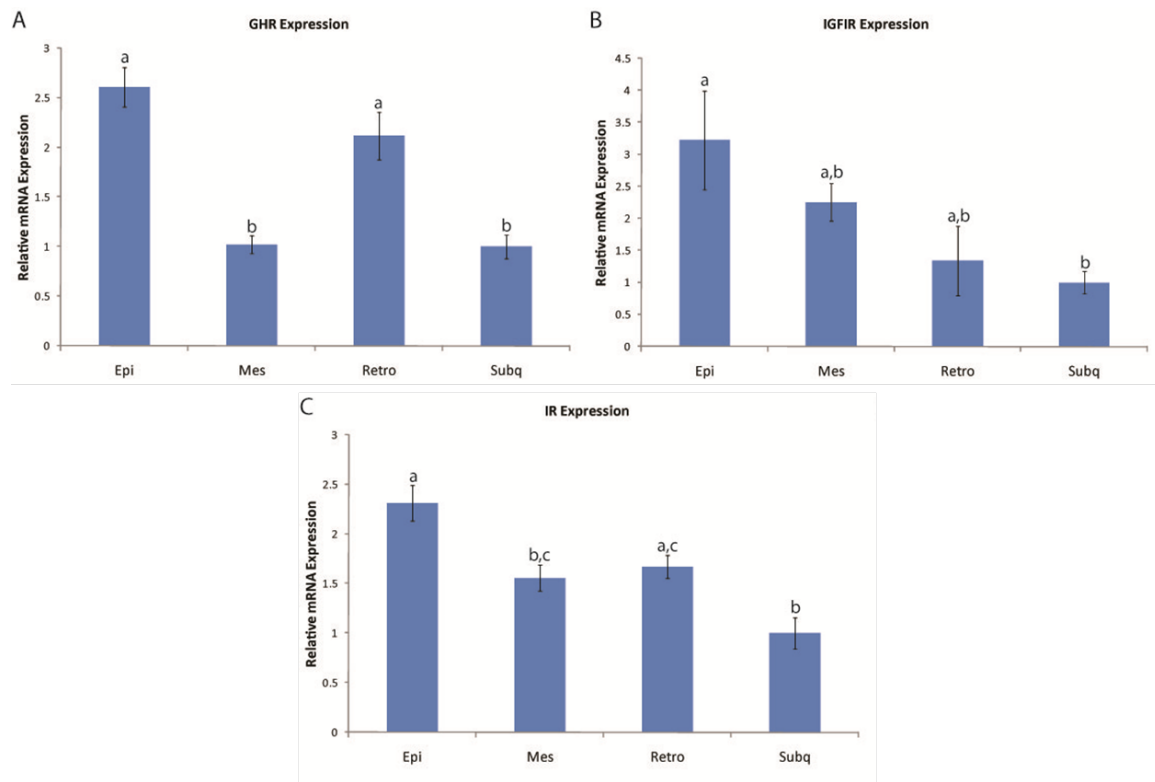 A
GHR Expression
Relative mRNA Expression
3
2.5
2
1.5
1
0.5
0
a
b
a
b
Epi Mes Retro Subq
B
IGFIR Expression
Relative mRNA Expression
4.5
4
3.5
3
2.5
2
1.5
1
0.5
0
a
a,b
a,b
b
Epi Mes Retro Subq
C
IR Expression
Relative mRNA Expression
3
2.5
2
1.5
1
0.5
0
a
b,c
a,c
b
Epi Mes Retro Subq